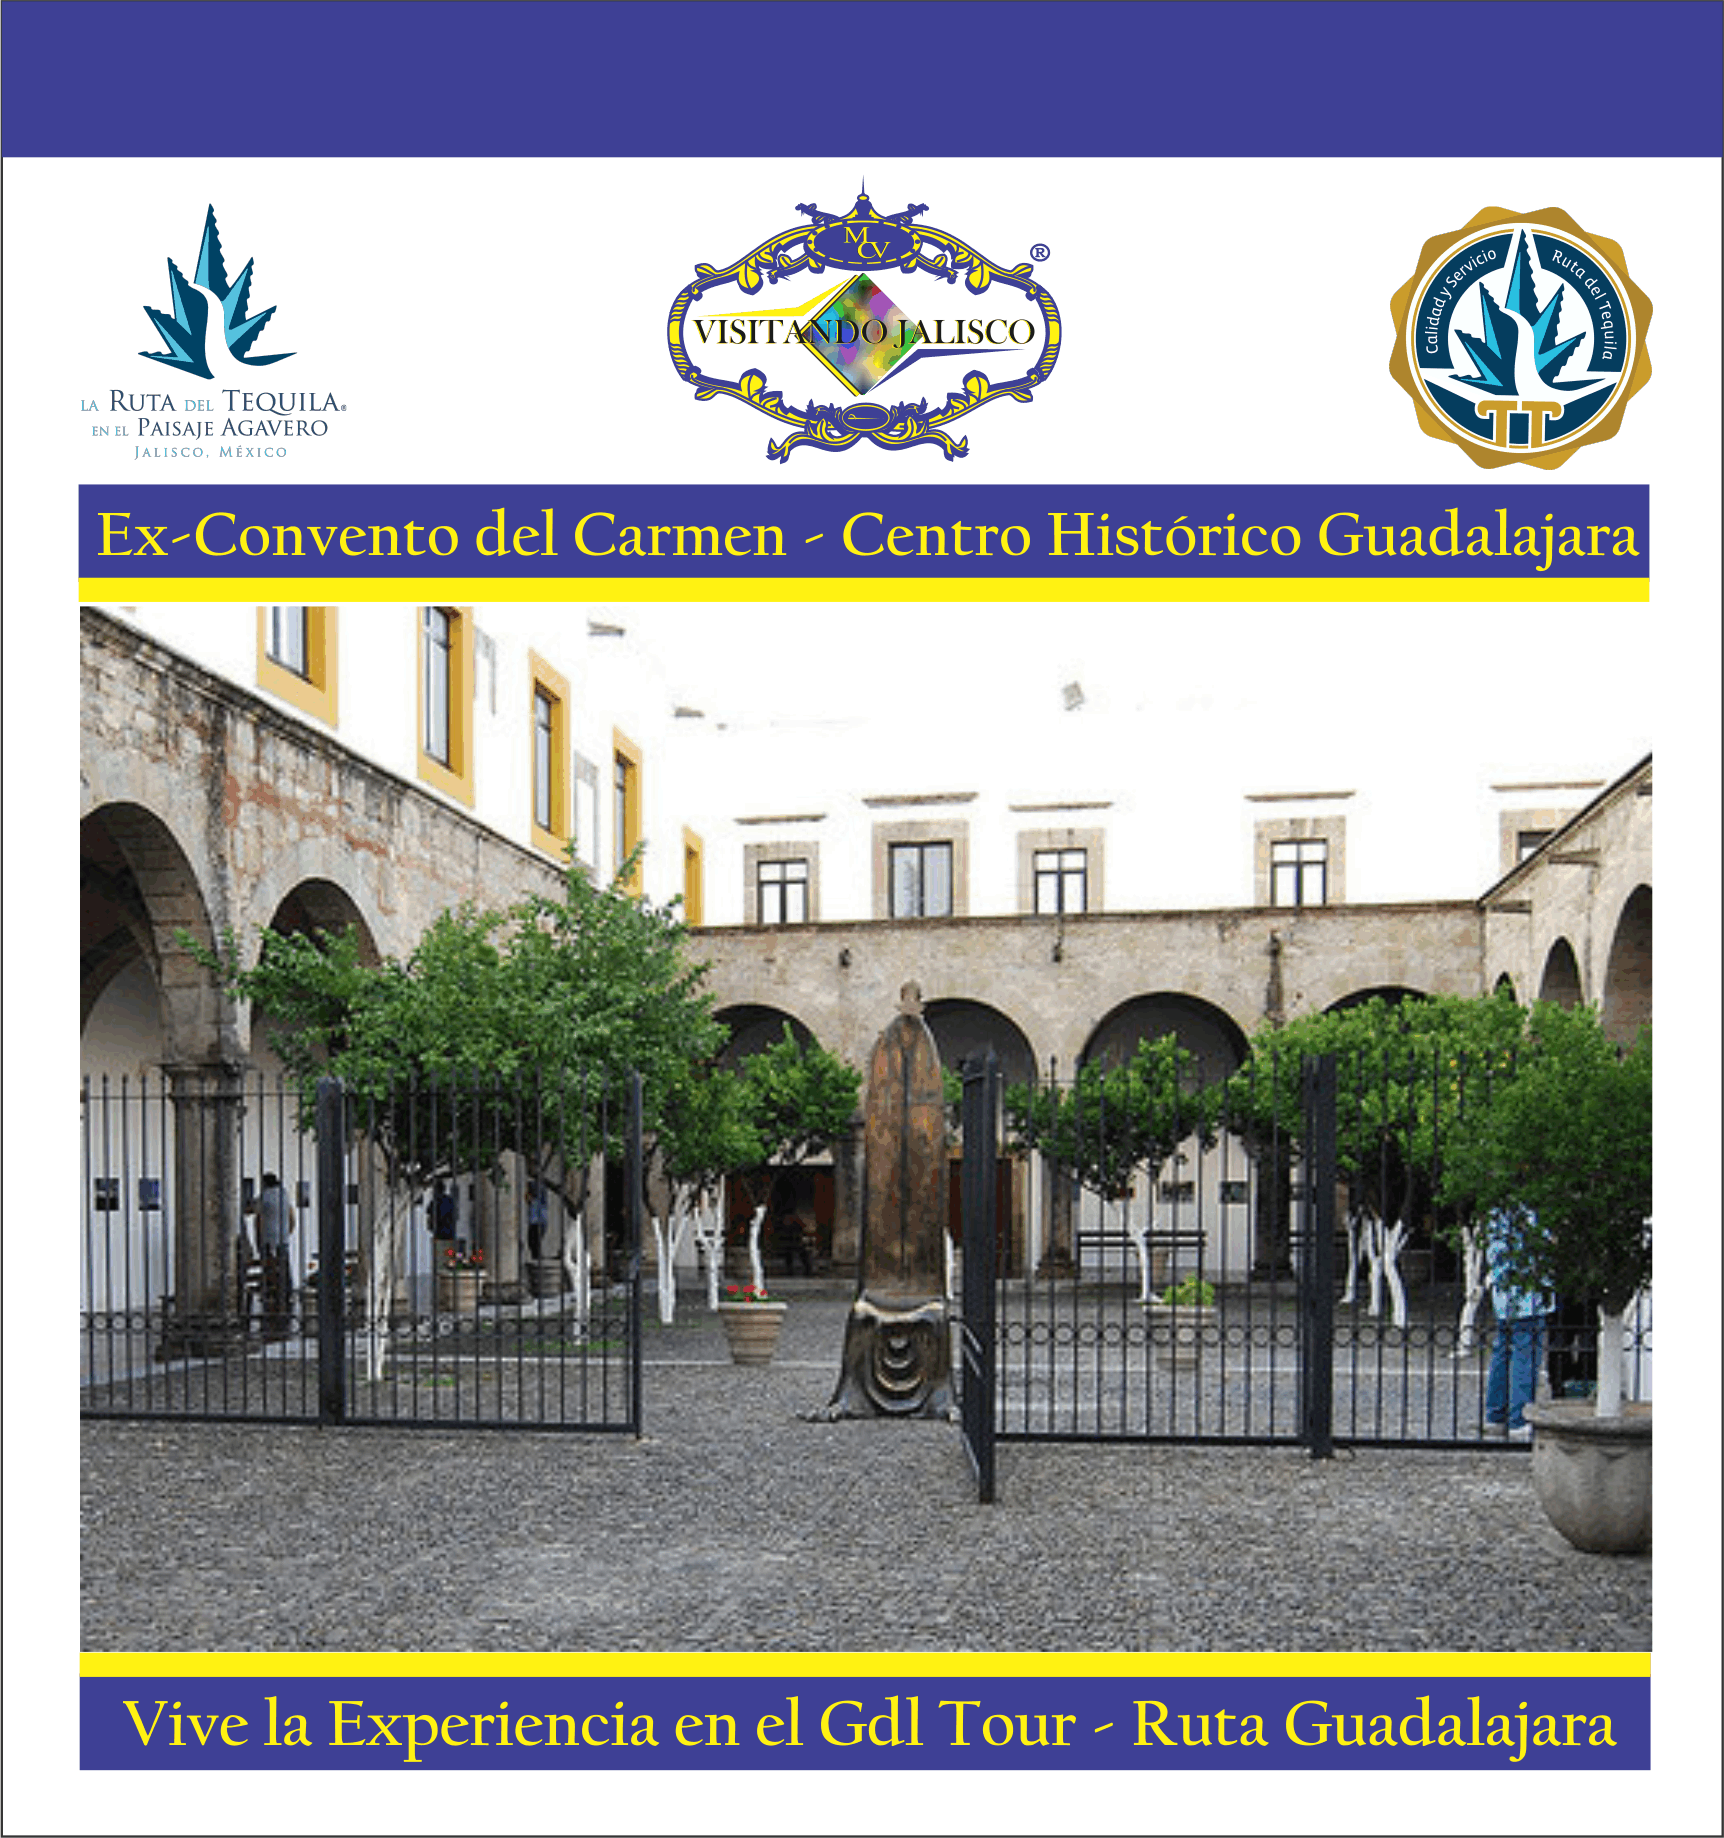 LA RUTA DEL TEQUILA®
EN EL PAISAJE AGAVERO
JALISCO, MÉXICO
MCV
®
VISITANDO JALISCO
Calidad y Servicio
Ruta del Tequila
TT
Ex-Convento del Carmen - Centro Histórico Guadalajara
Vive la Experiencia en el Gdl Tour - Ruta Guadalajara